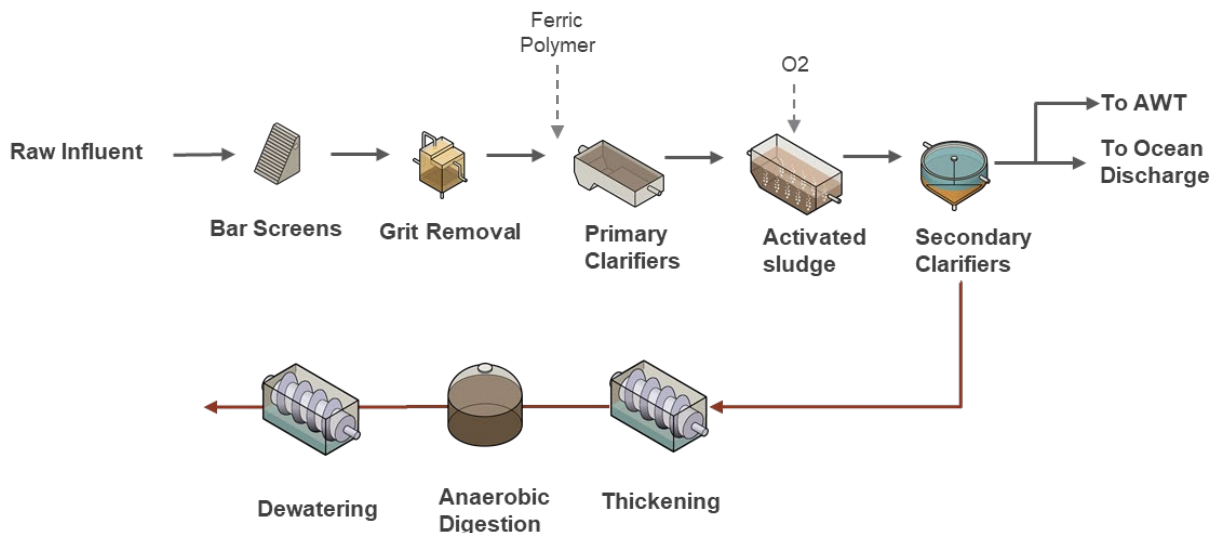 Ferric
Polymer
O2
To AWT
Raw Influent
To Ocean
Discharge
Bar Screens
Grit Removal
Primary
Clarifiers
Activated
sludge
Secondary
Clarifiers
Dewatering
Anaerobic
Digestion
Thickening